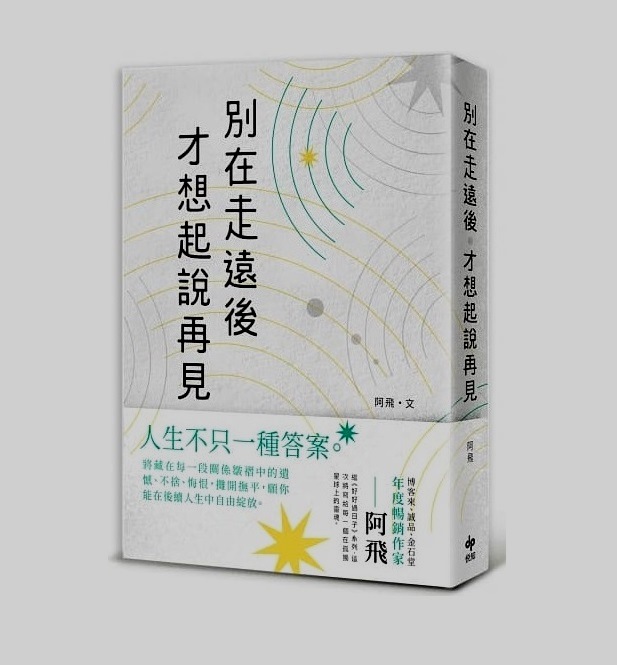 別在走遠後
才想起說再見
阿飛・文
人生不只一種答案。
將藏在每一段關係皺褶中的遺
憾、不捨、悔恨，攤開撫平，願你
能在後續人生中自由綻放。
博客來、誠品、金石堂
年度暢銷作家
阿飛
繼《好好過日子》系列，這
次將寫給每一個在孤獨
星球上的靈魂。
別在走遠後・才想起說再見
阿飛
dp
悅知